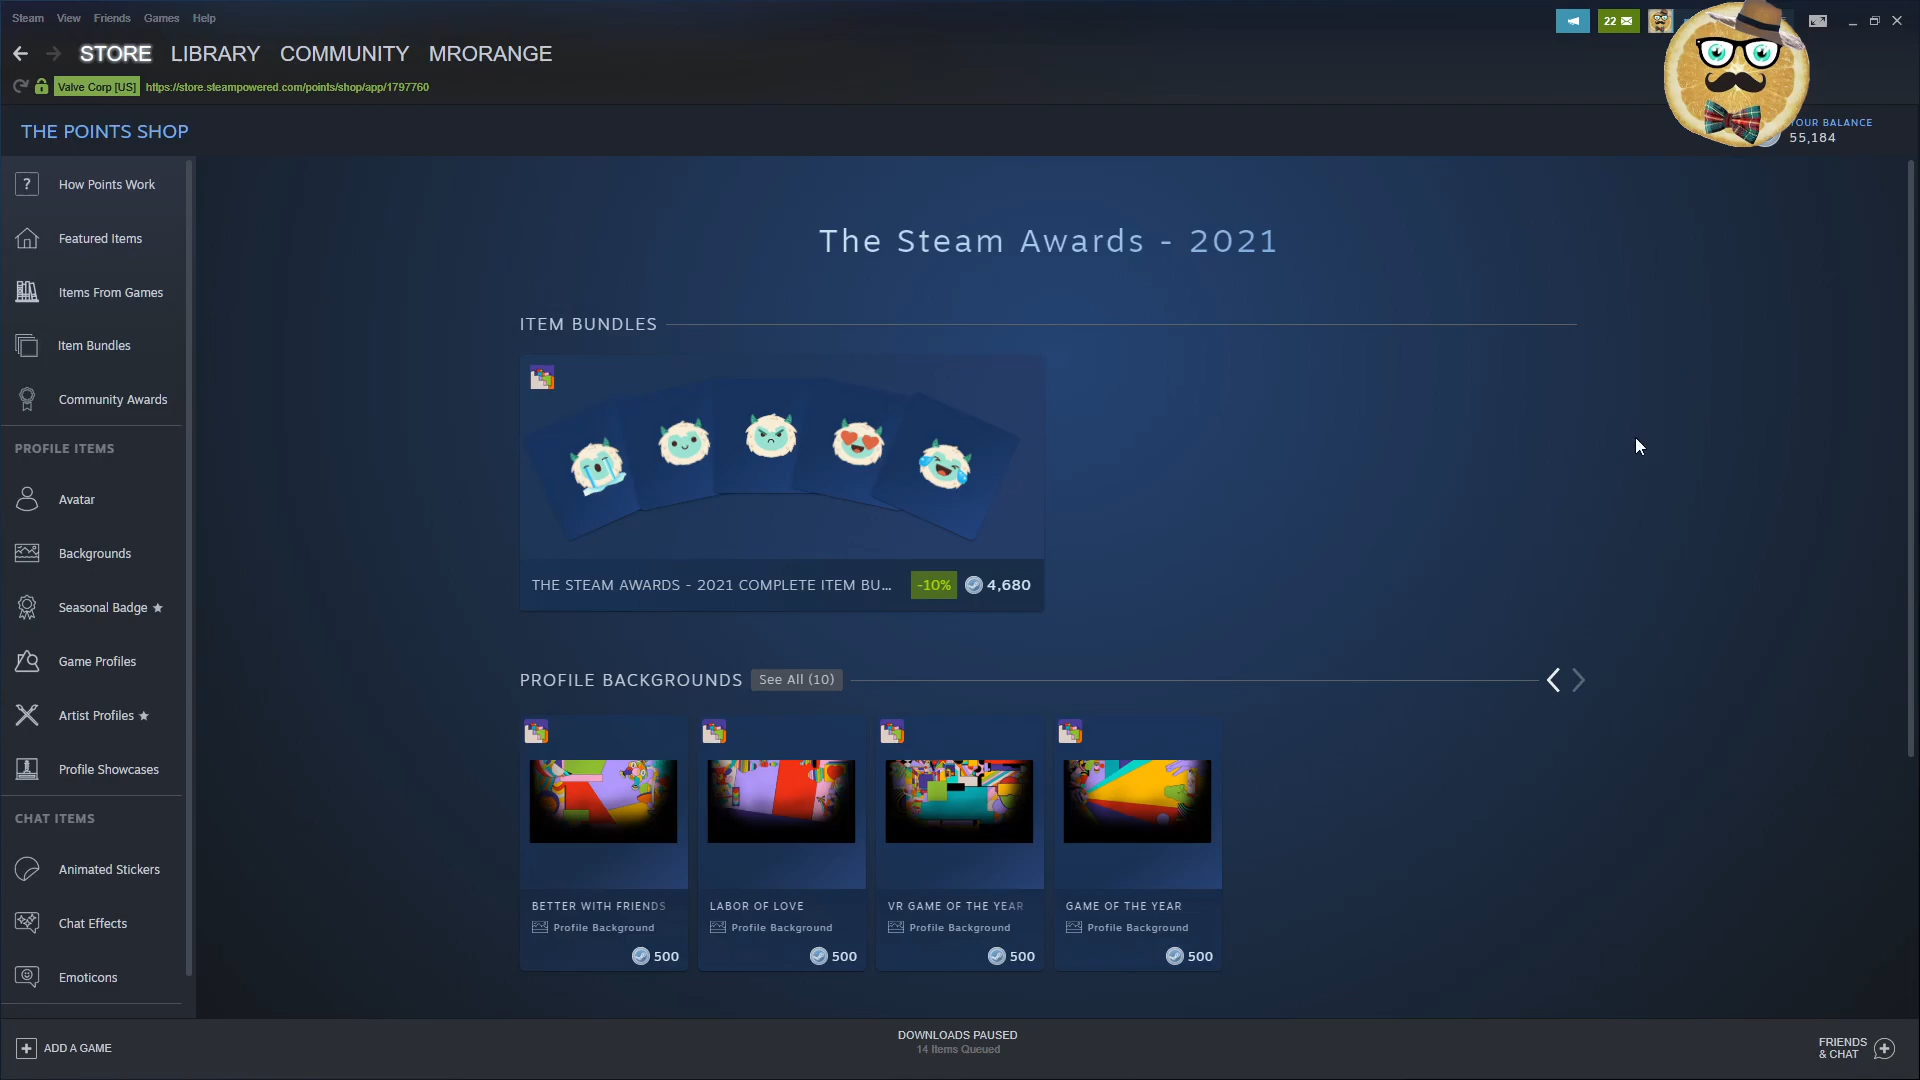 Steam View Friends Games Help
22
STORE LIBRARY COMMUNITY MRORANGE
Valve Corp [US] https://store.steampowered.com/points/shop/app/1797760
THE POINTS SHOP
YOUR BALANCE
55,184
? How Points Work
Featured Items
Items From Games
Item Bundles
Community Awards
PROFILE ITEMS
Avatar
Backgrounds
Seasonal Badge
Game Profiles
Artist Profiles
Profile Showcases
CHAT ITEMS
Animated Stickers
Chat Effects
Emoticons
The Steam Awards - 2021
ITEM BUNDLES
THE STEAM AWARDS - 2021 COMPLETE ITEM BU... -10% 4,680
PROFILE BACKGROUNDS See All (10)
BETTER WITH FRIENDS
Profile Background
500
LABOR OF LOVE
Profile Background
500
VR GAME OF THE YEAR
Profile Background
500
GAME OF THE YEAR
Profile Background
500
ADD A GAME
DOWNLOADS PAUSED
14 Items Queued
FRIENDS
& CHAT